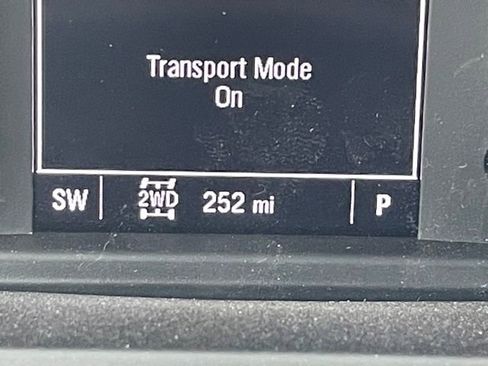 Transport Mode
On
SW 2WD 252 mi P